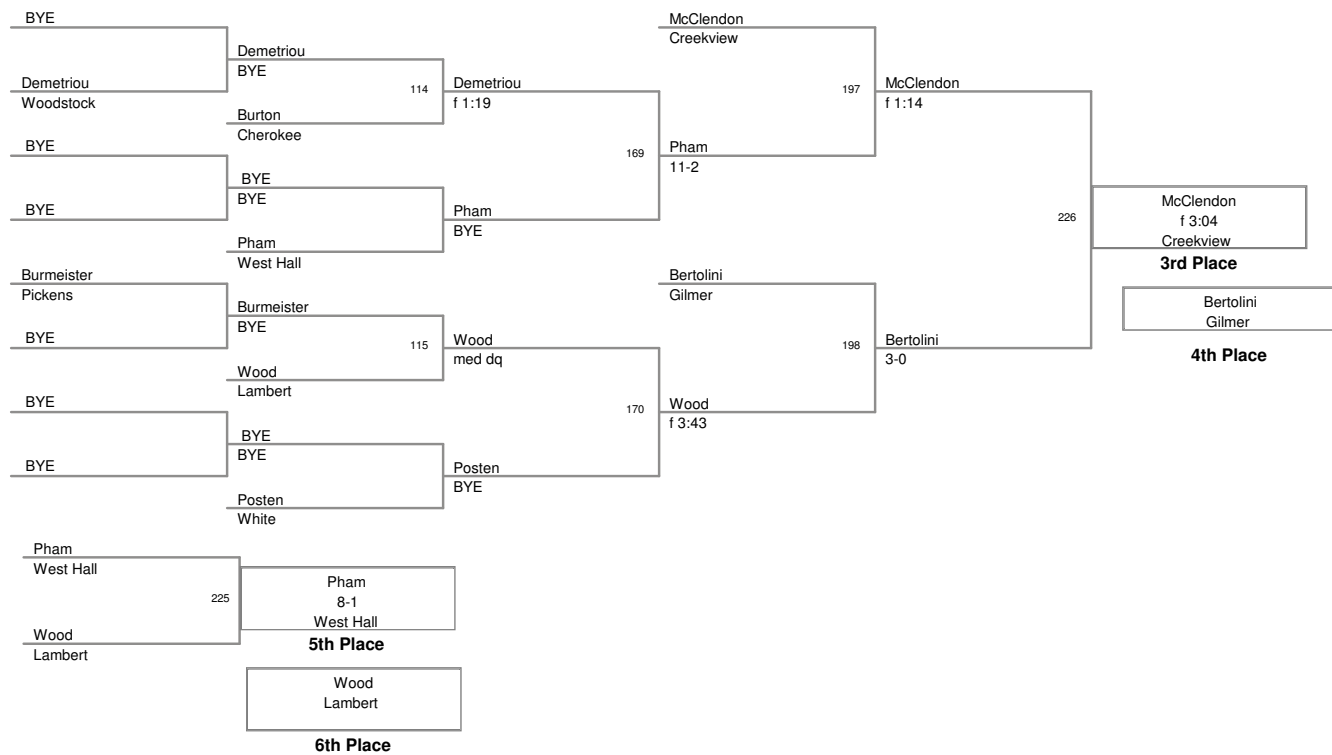 BYE
Demetriou
Woodstock
BYE
BYE
Burmeister
Pickens
BYE
BYE
BYE
Demetriou
BYE
114
Burton
Cherokee
BYE
BYE
Pham
West Hall
Burmeister
BYE
115
Wood
Lambert
BYE
BYE
Posten
White
Demetriou
f 1:19
169
Pham
BYE
Wood
med dq
170
Posten
BYE
McClendon
Creekview
197
Pham
11-2
Bertolini
Gilmer
198
Wood
f 3:43
McClendon
f 1:14
226
Bertolini
3-0
McClendon
f 3:04
Creekview
3rd Place
Bertolini
Gilmer
4th Place
Pham
West Hall
225
Wood
Lambert
Pham
8-1
West Hall
5th Place
Wood
Lambert
6th Place